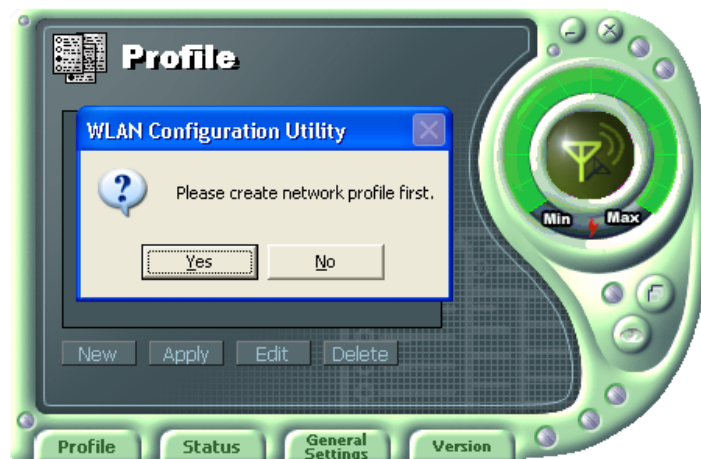 Profile
WLAN Configuration Utility
Please create network profile first.
Yes No
New Apply Edit Delete
Min Max
Profile Status General Settings Version